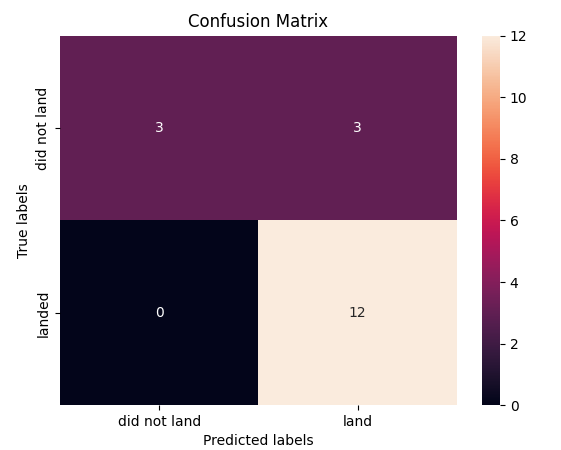 Confusion Matrix
True labels
did not land
landed
3
3
0
12
did not land
land
Predicted labels
12
10
8
6
4
2
0